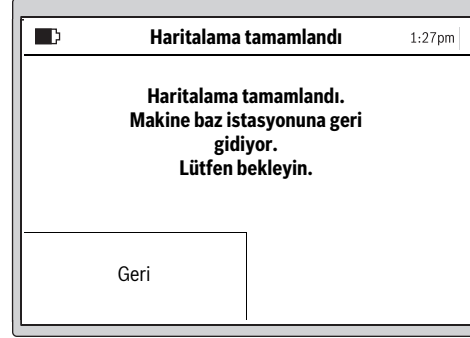 Haritalama tamamlandı
1:27pm
Haritalama tamamlandı.
Makine baz istasyonuna geri
gidiyor.
Lütfen bekleyin.
Geri